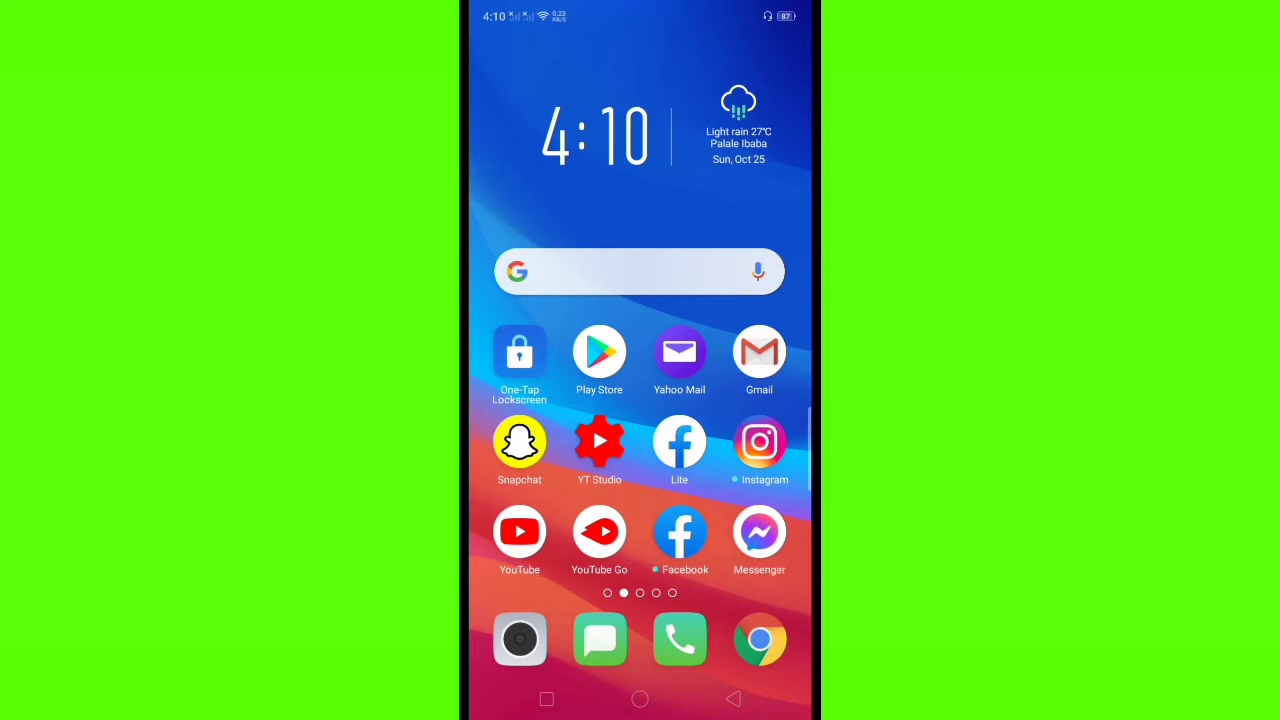 4:10
0.23
KB/S
87
4:10
Light rain 27°C
Palale Ibaba
Sun, Oct 25
One-Tap
Lockscreen
Play Store
Yahoo Mail
Gmail
Snapchat
YT Studio
Lite
Instagram
YouTube
YouTube Go
Facebook
Messenger